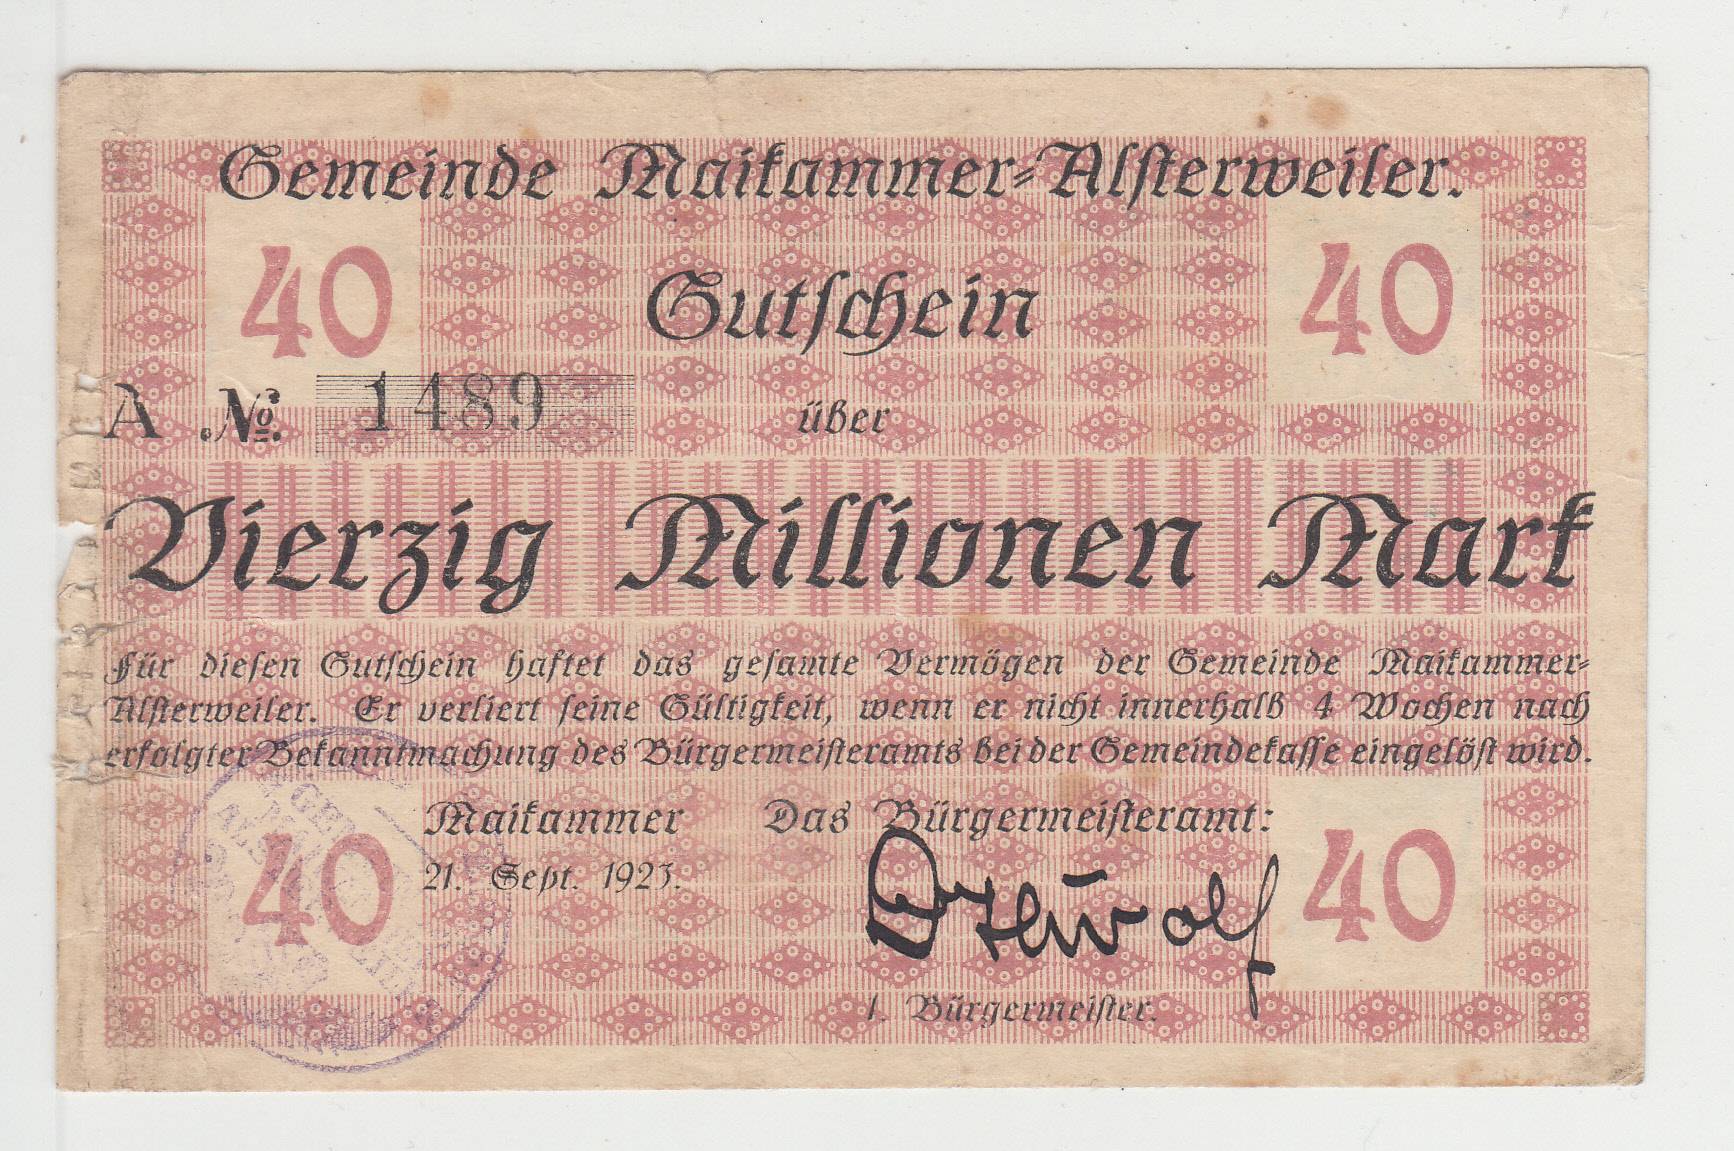 Gemeinde Maikammer-Alsterweiler.
40 40
Gutschein
A No. 1489
über
Vierzig Millionen Mark
Für diesen Gutschein haftet das gesamte Vermögen der Gemeinde Maikammer-
Alsterweiler. Er verliert seine Gültigkeit, wenn er nicht innerhalb 4 Wochen nach
erfolgter Bekanntmachung des Bürgermeisteramts bei der Gemeindekasse eingelöst wird.
Maikammer Das Bürgermeisteramt:
40 21. Sept. 1923. 40
1. Bürgermeister.